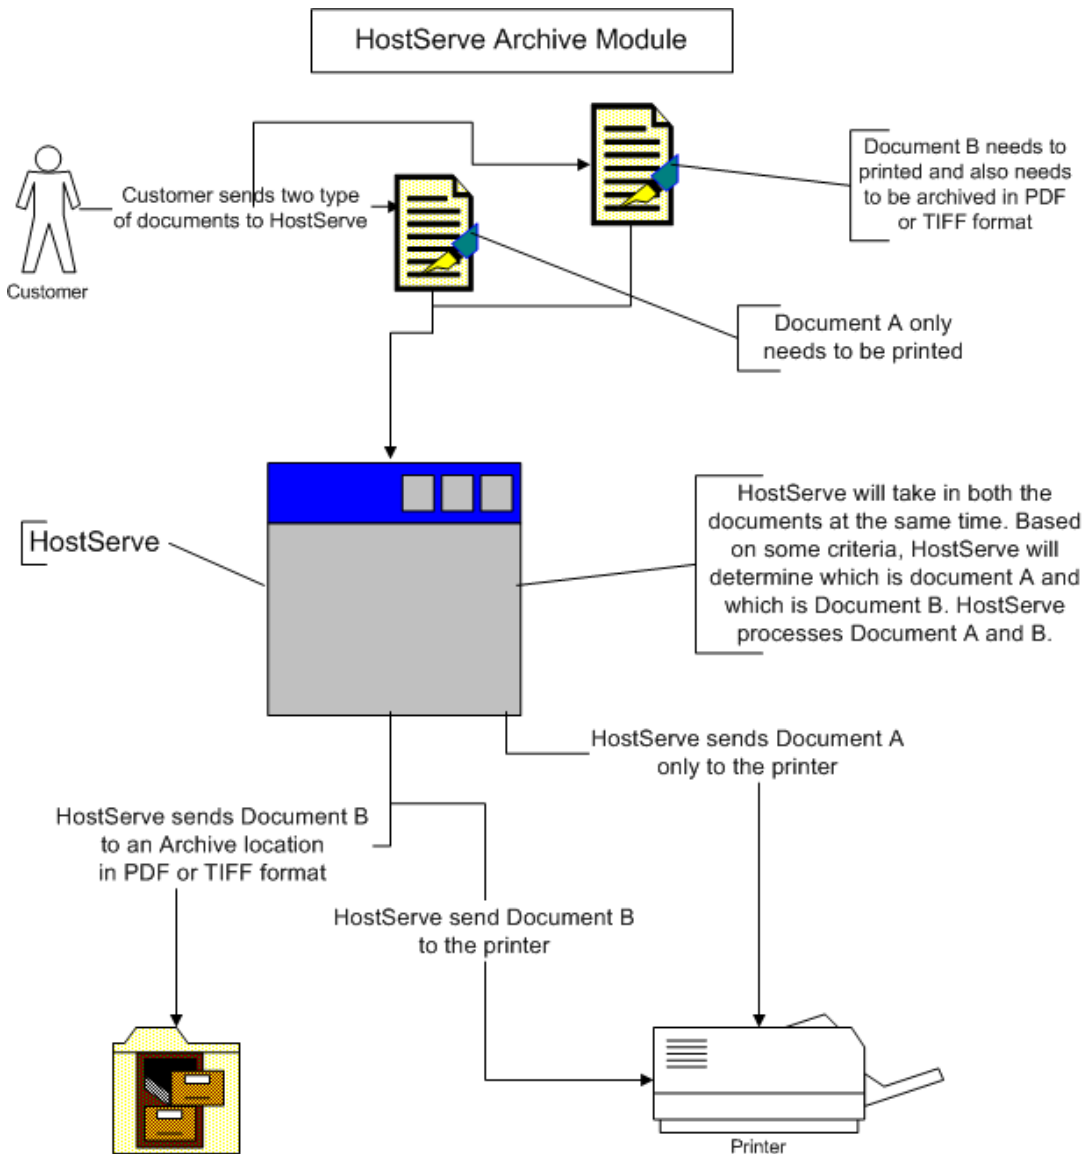 HostServe Archive Module
Document B needs to
printed and also needs
to be archived in PDF
or TIFF format
Customer sends two type
of documents to HostServe
Customer
Document A only
needs to be printed
HostServe
HostServe will take in both the
documents at the same time. Based
on some criteria, HostServe will
determine which is document A and
which is Document B. HostServe
processes Document A and B.
HostServe sends Document A
only to the printer
HostServe sends Document B
to an Archive location
in PDF or TIFF format
HostServe send Document B
to the printer
Printer